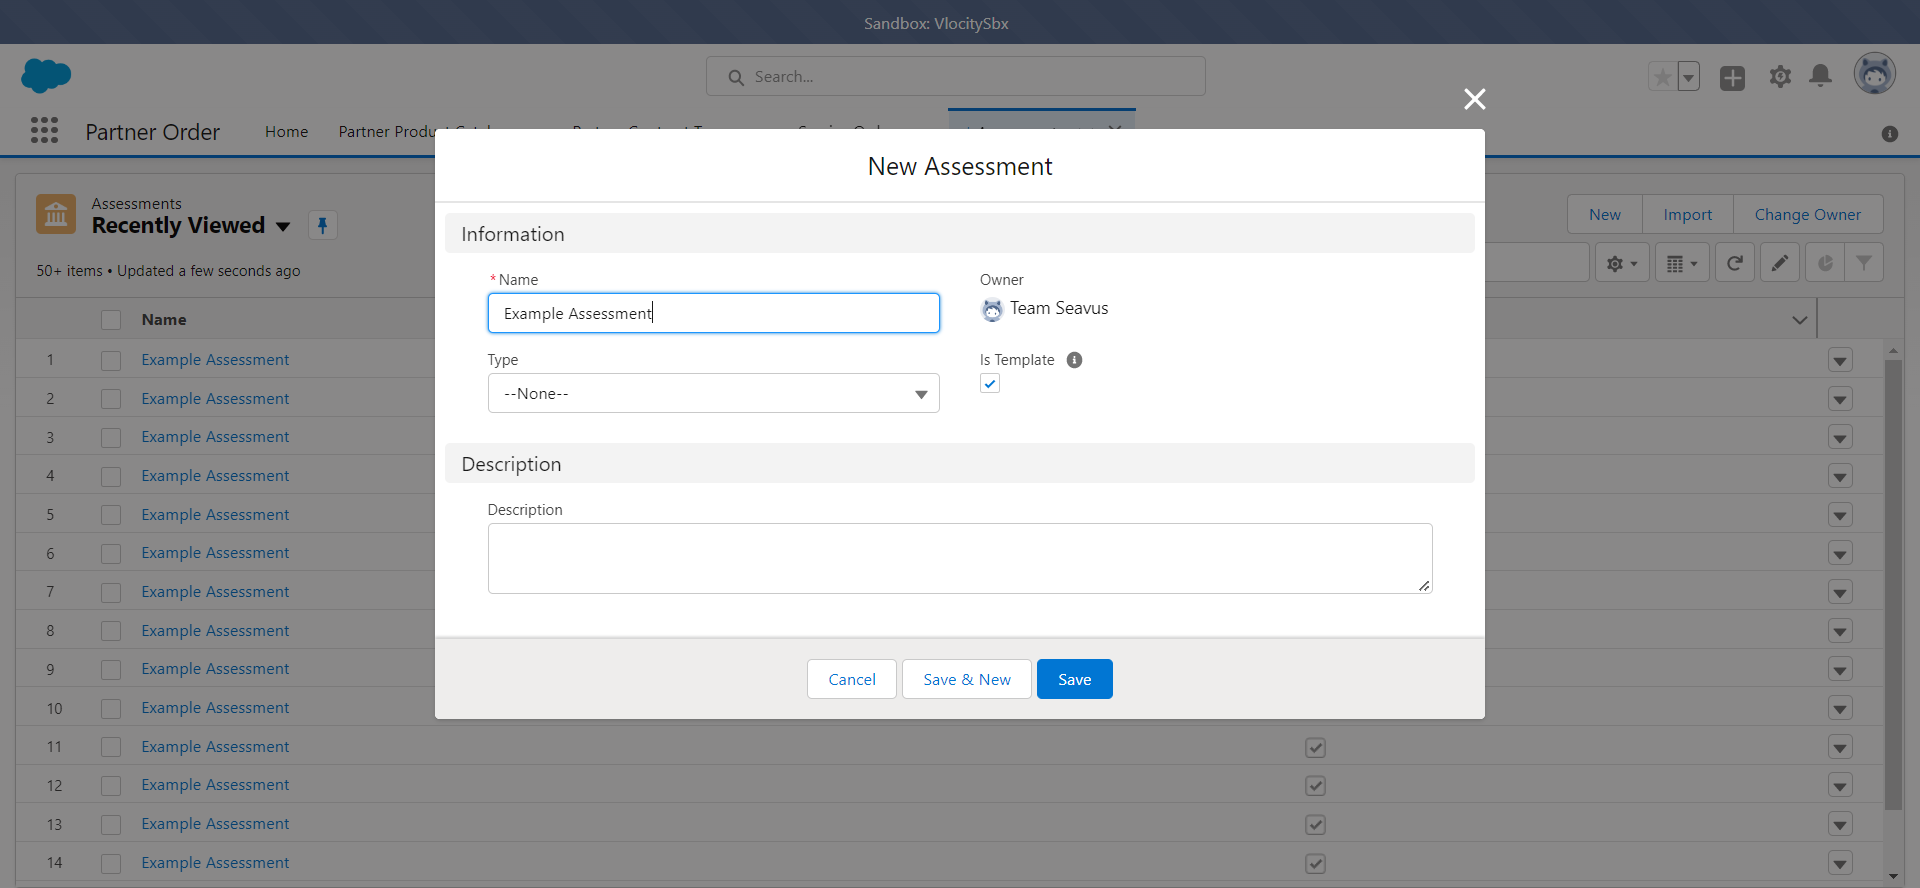 Sandbox: VlocitySbx
Search...
Partner Order
Home
New Assessment
Assessments
Recently Viewed
New
Import
Change Owner
50+ items • Updated a few seconds ago
Information
*Name
Example Assessment
Owner
Team Seavus
Type
--None--
Is Template
Description
Description
Cancel
Save & New
Save
Name
1 Example Assessment
2 Example Assessment
3 Example Assessment
4 Example Assessment
5 Example Assessment
6 Example Assessment
7 Example Assessment
8 Example Assessment
9 Example Assessment
10 Example Assessment
11 Example Assessment
12 Example Assessment
13 Example Assessment
14 Example Assessment